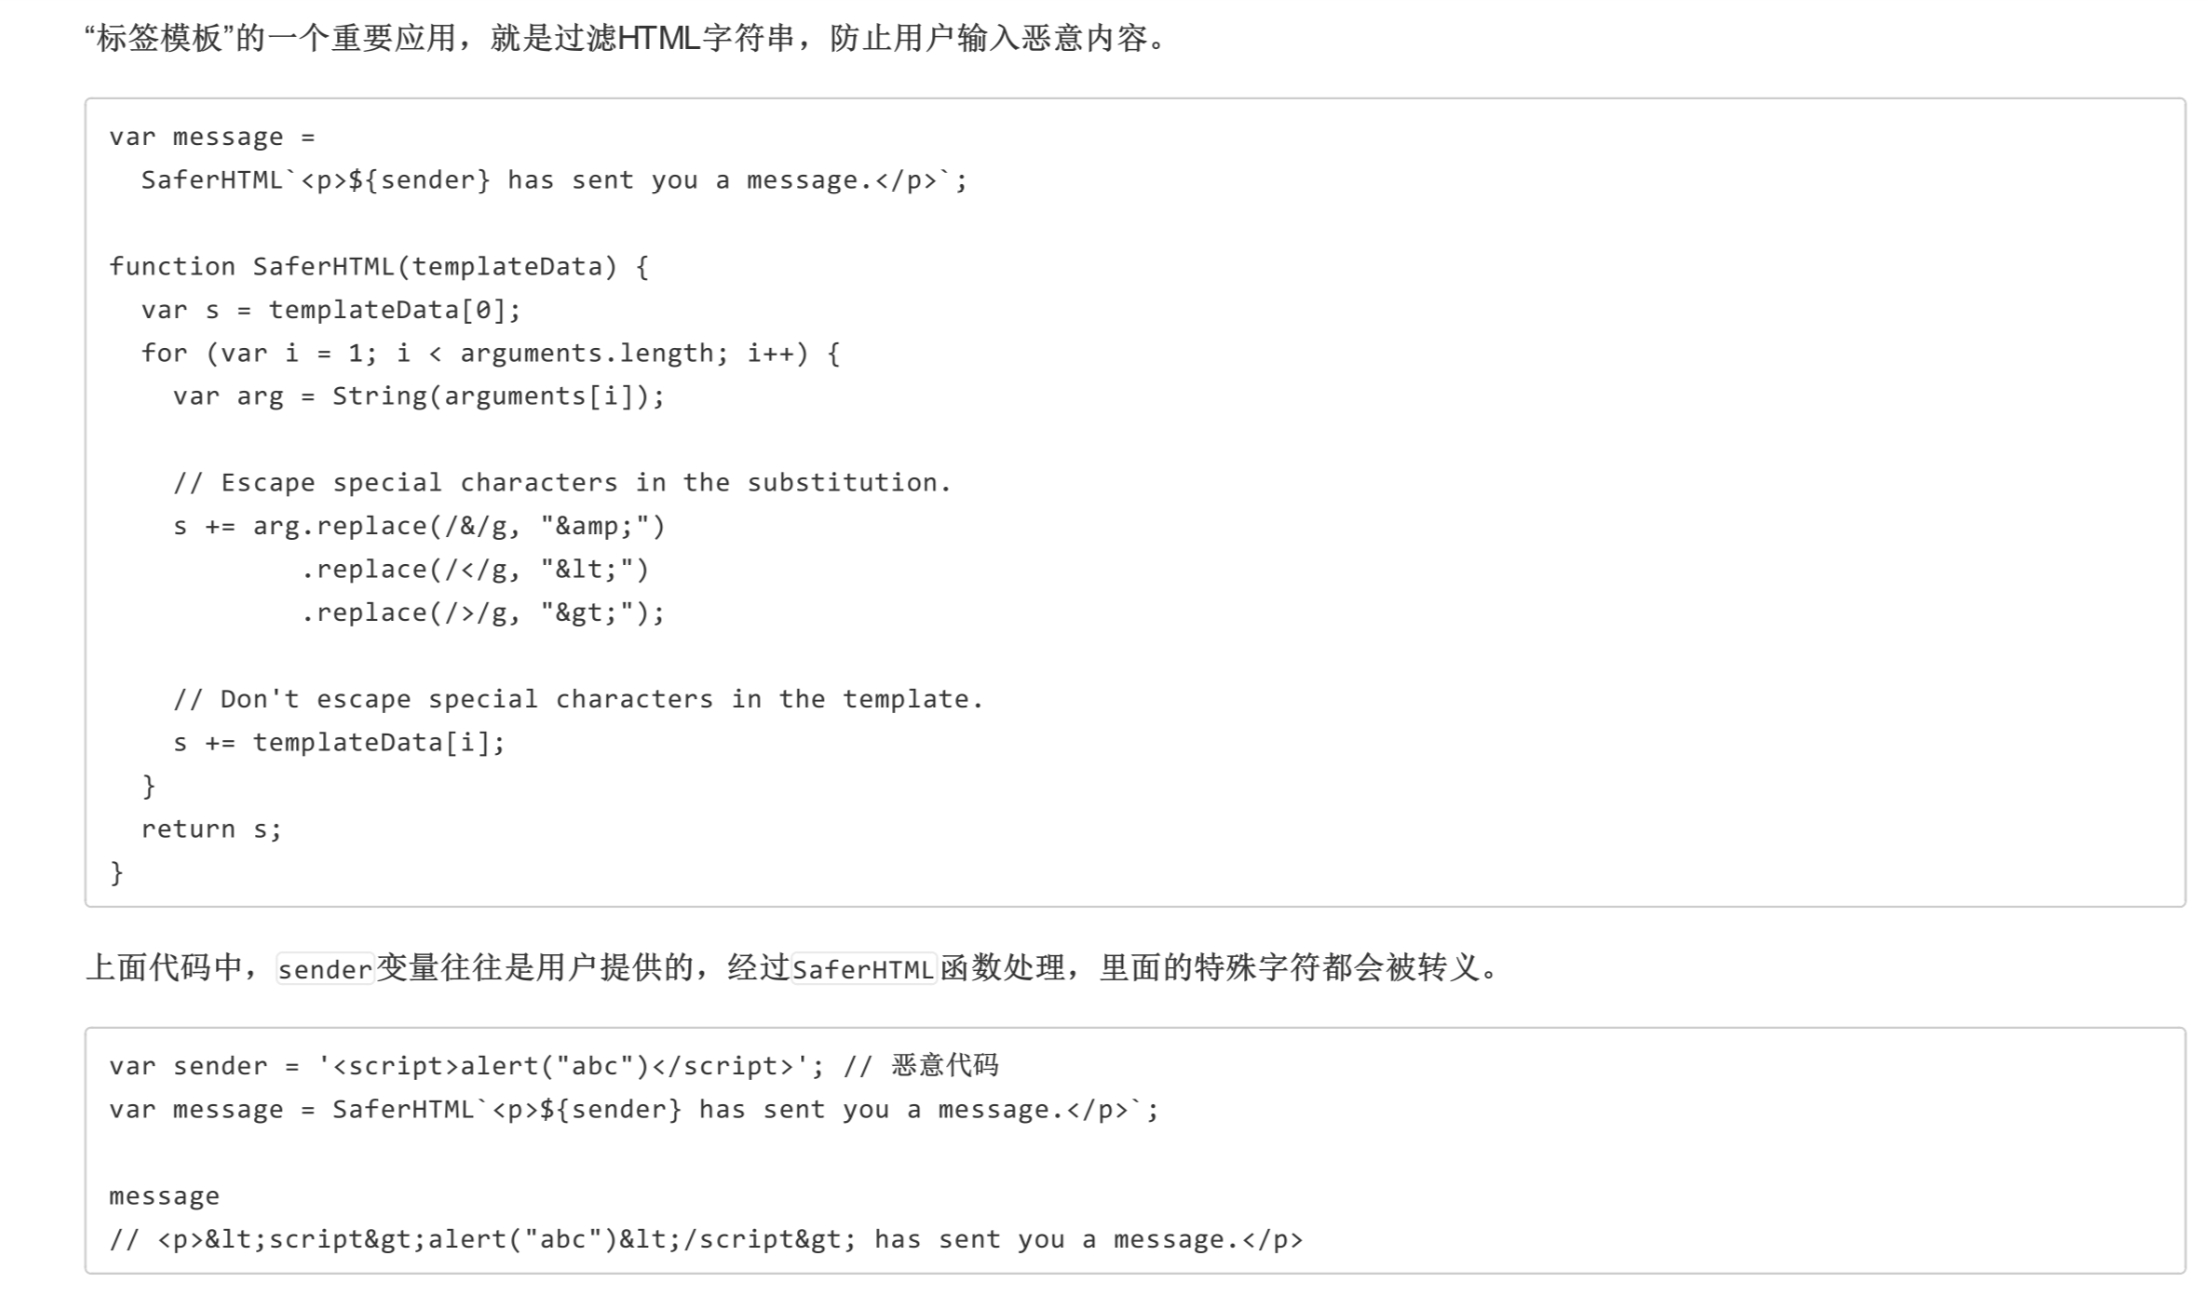 “标签模板”的一个重要应用，就是过滤HTML字符串，防止用户输入恶意内容。
var message =
  SaferHTML`<p>${sender} has sent you a message.</p>`;
function SaferHTML(templateData) {
  var s = templateData[0];
  for (var i = 1; i < arguments.length; i++) {
    var arg = String(arguments[i]);
    // Escape special characters in the substitution.
    s += arg.replace(/&/g, "&amp;")
            .replace(/</g, "&lt;")
            .replace(/>/g, "&gt;");
    // Don't escape special characters in the template.
    s += templateData[i];
  }
  return s;
}
上面代码中，sender变量往往是用户提供的，经过SaferHTML函数处理，里面的特殊字符都会被转义。
var sender = '<script>alert("abc")</script>'; // 恶意代码
var message = SaferHTML`<p>${sender} has sent you a message.</p>`;
message
// <p>&lt;script&gt;alert("abc")&lt;/script&gt; has sent you a message.</p>